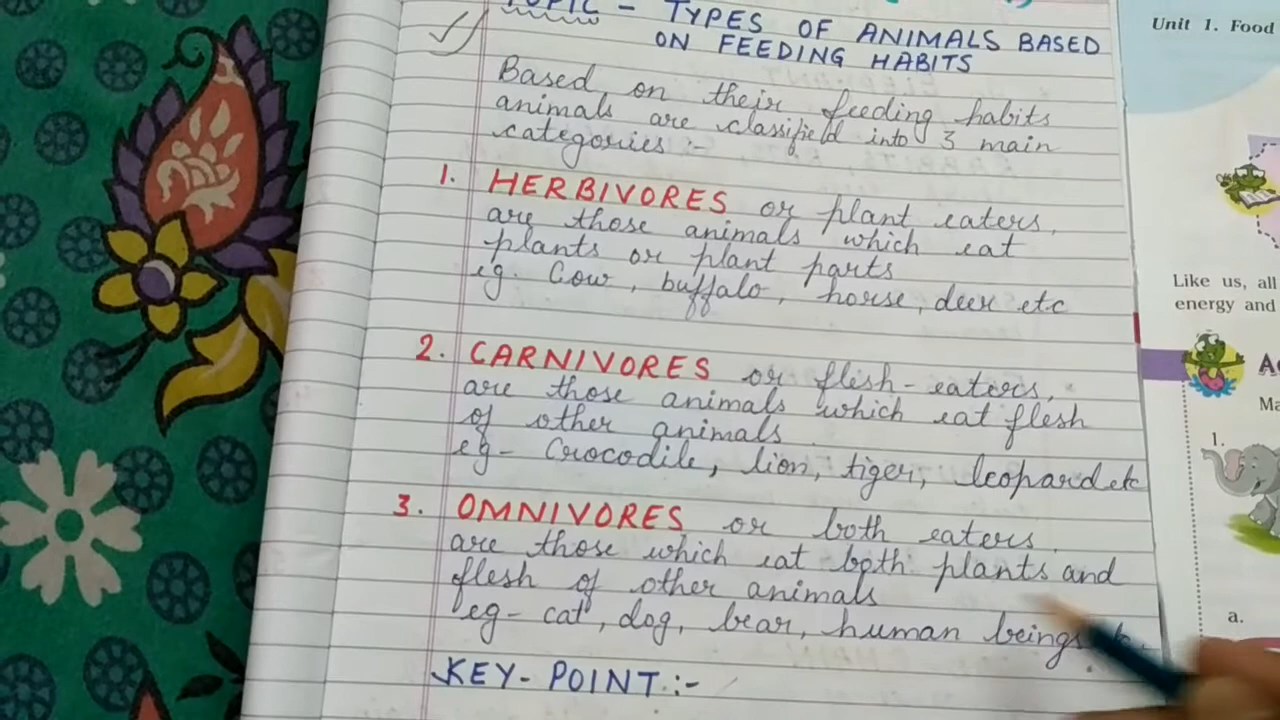 TOPIC - TYPES OF ANIMALS BASED
ON FEEDING HABITS
Based on their feeding habits
animals are classifield into 3 main
categories :-
1. HERBIVORES or plant eaters,
are those animals which eat
plants or plant parts
eg. Cow, buffalo, horse, deer etc
2. CARNIVORES or flesh-eaters,
are those animals which eat flesh
of other animals
eg- Crocodile, lion, tiger, leopard etc
3. OMNIVORES or both eaters.
are those which eat both plants and
flesh of other animals
eg- cat, dog, bear, human beings
KEY-POINT :-
Unit 1. Food
Like us, all
energy and
Ma
1.
a.